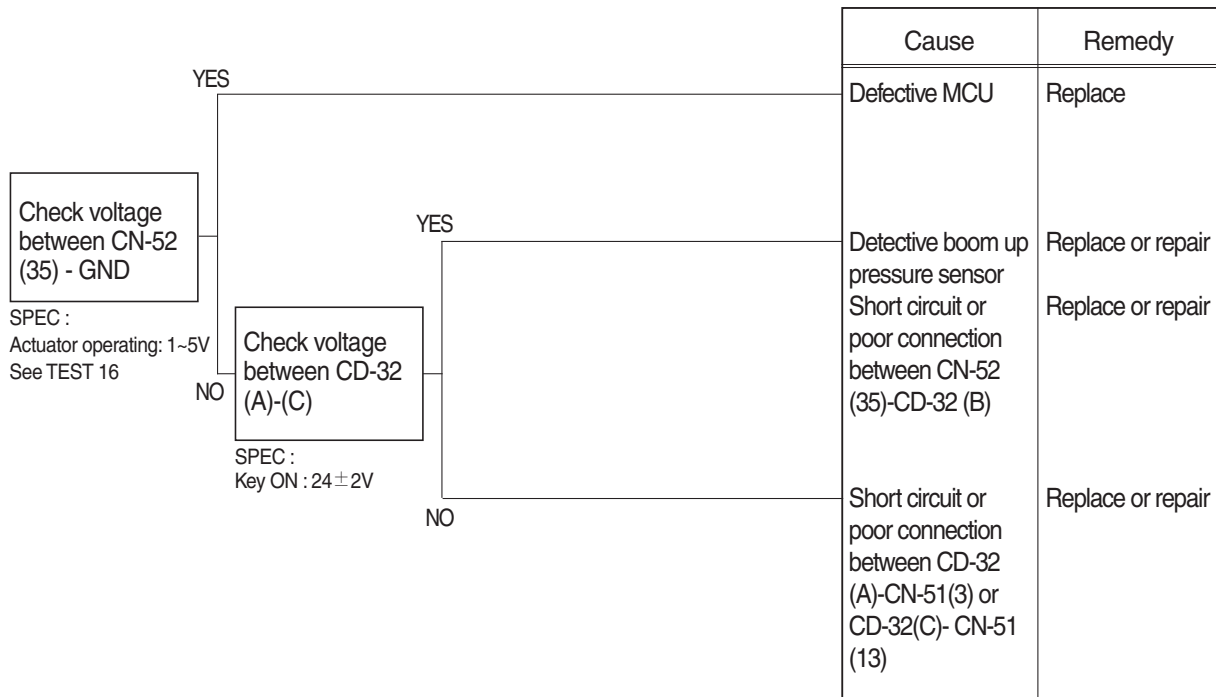 Cause
Remedy
YES
Defective MCU
Replace
Check voltage
between CN-52
(35) - GND
SPEC :
Actuator operating: 1~5V
See TEST 16
YES
Detective boom up
pressure sensor
Replace or repair
Short circuit or
poor connection
between CN-52
(35)-CD-32 (B)
Replace or repair
NO
Check voltage
between CD-32
(A)-(C)
SPEC :
Key ON : 24±2V
NO
Short circuit or
poor connection
between CD-32
(A)-CN-51(3) or
CD-32(C)- CN-51
(13)
Replace or repair